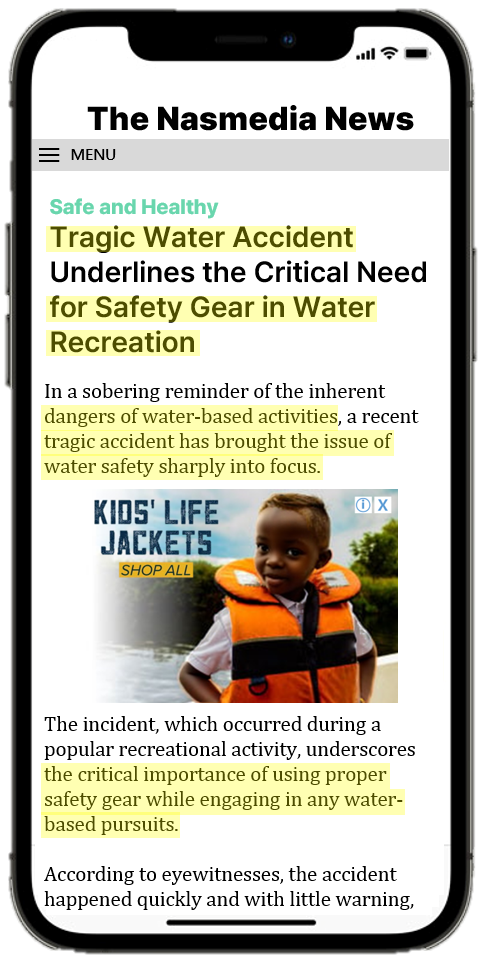 The Nasmedia News
MENU
Safe and Healthy
Tragic Water Accident
Underlines the Critical Need
for Safety Gear in Water
Recreation
In a sobering reminder of the inherent
dangers of water-based activities, a recent
tragic accident has brought the issue of
water safety sharply into focus.
KIDS' LIFE
JACKETS
SHOP ALL
X
The incident, which occurred during a
popular recreational activity, underscores
the critical importance of using proper
safety gear while engaging in any water-
based pursuits.
According to eyewitnesses, the accident
happened quickly and with little warning,